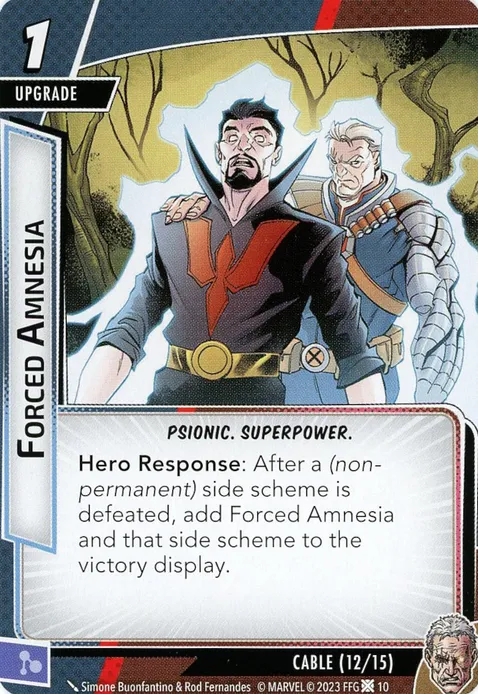 1
UPGRADE
FORCED AMNESIA
PSIONIC. SUPERPOWER.
Hero Response: After a (non-
permanent) side scheme is
defeated, add Forced Amnesia
and that side scheme to the
victory display.
CABLE (12/15)
Simone Buonfantino & Rod Fernandes © MARVEL © 2023 FFG 10